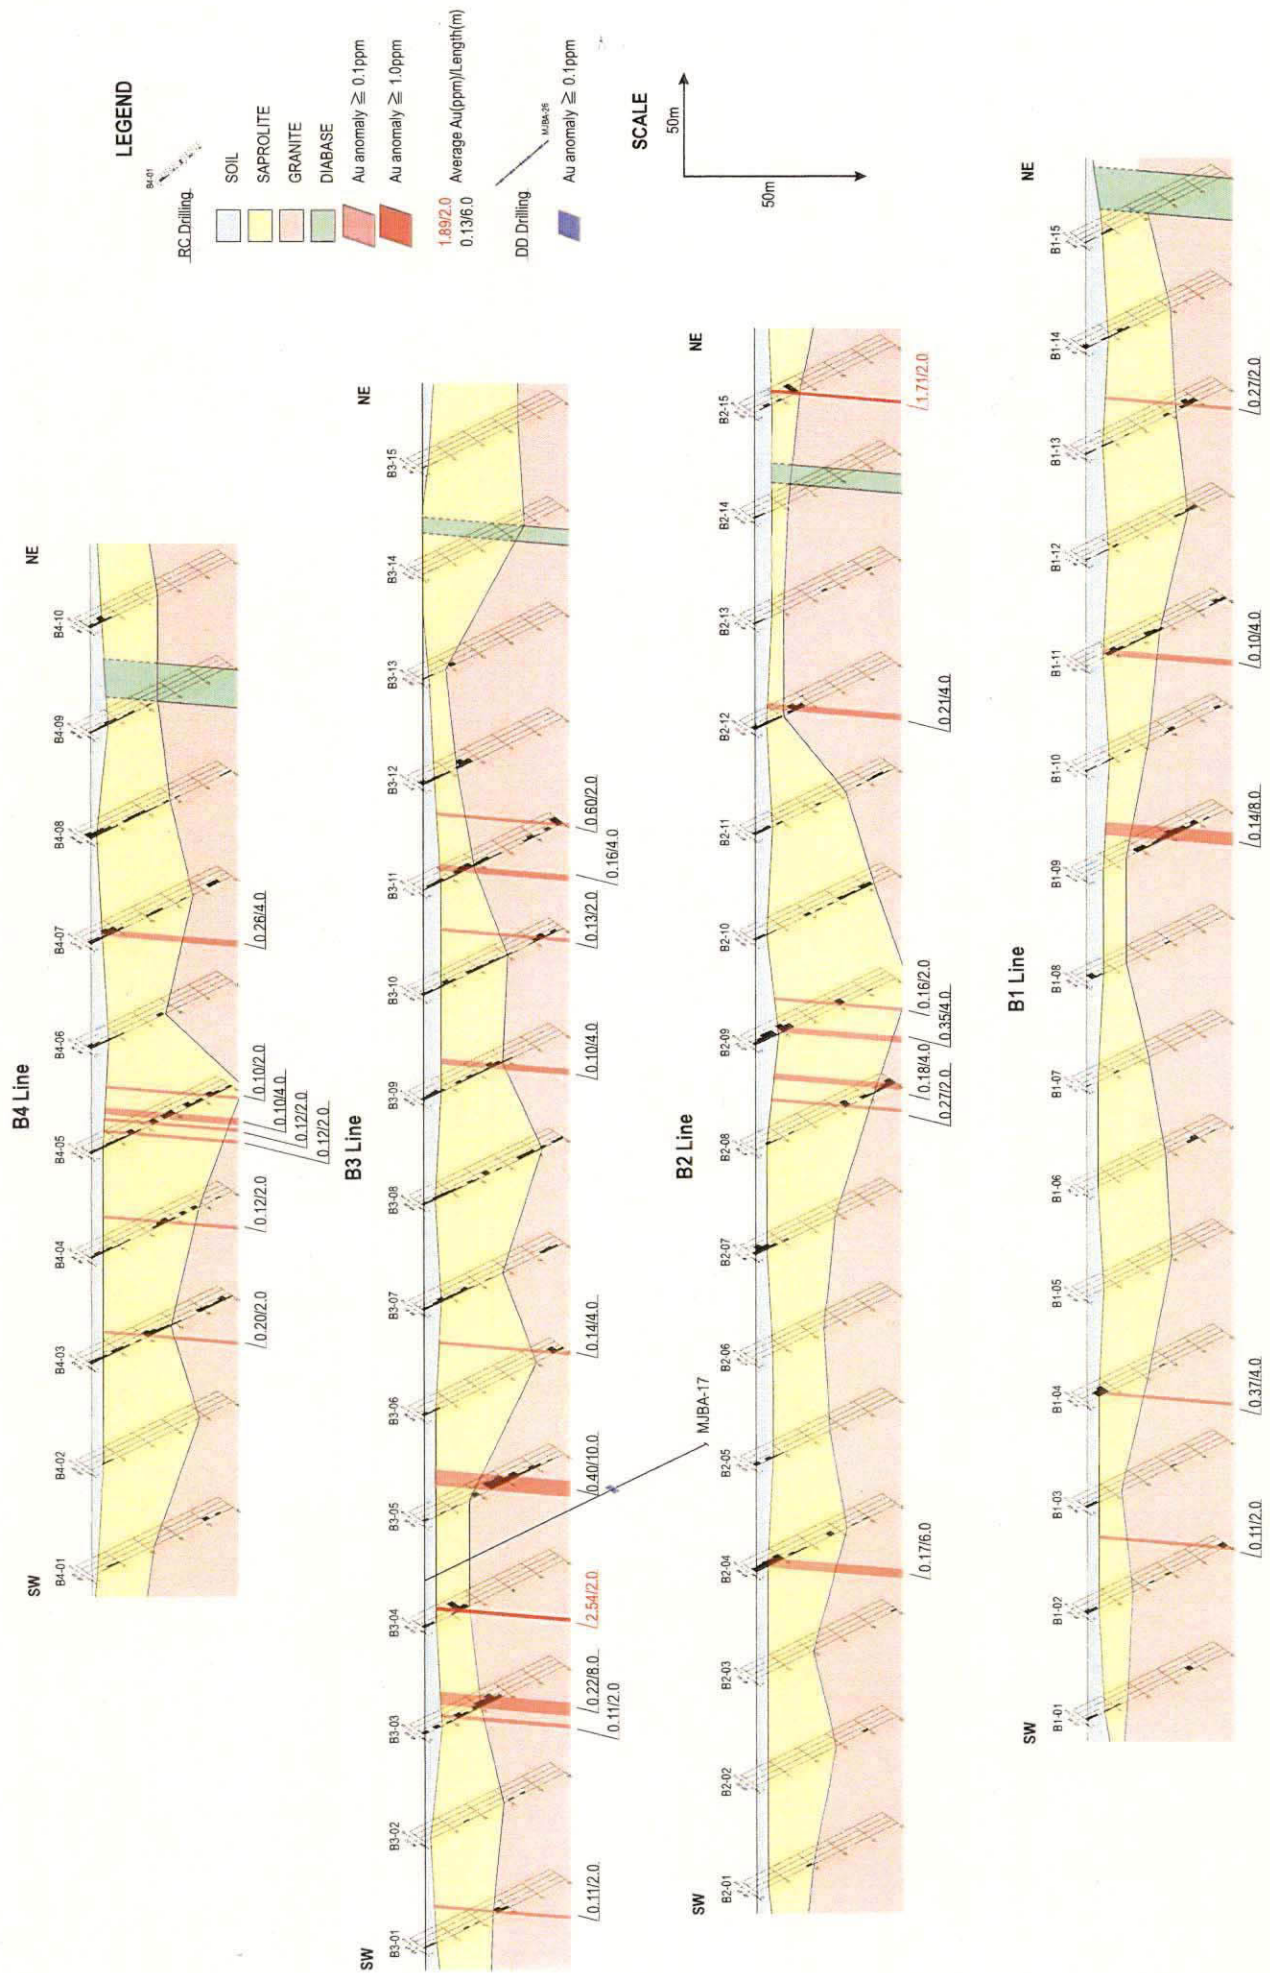 LEGEND
RC Drilling
B4-01
SOIL
SAPROLITE
GRANITE
DIABASE
Au anomaly ≧ 0.1ppm
Au anomaly ≧ 1.0ppm
1.89/2.0
0.13/6.0
Average Au(ppm)/Length(m)
DD Drilling
MJBA-26
Au anomaly ≧ 0.1ppm
SCALE
50m
50m
B4 Line
SW
NE
B4-01
B4-02
B4-03
B4-04
B4-05
B4-06
B4-07
B4-08
B4-09
B4-10
0.20/2.0
0.12/2.0
0.12/2.0
0.12/2.0
0.10/4.0
0.10/2.0
0.26/4.0
B3 Line
SW
NE
B3-01
B3-02
B3-03
B3-04
B3-05
B3-06
B3-07
B3-08
B3-09
B3-10
B3-11
B3-12
B3-13
B3-14
B3-15
0.11/2.0
0.11/2.0
0.22/8.0
2.54/2.0
0.40/10.0
0.14/4.0
0.10/4.0
0.13/2.0
0.16/4.0
0.60/2.0
MJBA-17
B2 Line
SW
NE
B2-01
B2-02
B2-03
B2-04
B2-05
B2-06
B2-07
B2-08
B2-09
B2-10
B2-11
B2-12
B2-13
B2-14
B2-15
0.17/6.0
0.27/2.0
0.18/4.0
0.35/4.0
0.16/2.0
0.21/4.0
1.71/2.0
B1 Line
SW
NE
B1-01
B1-02
B1-03
B1-04
B1-05
B1-06
B1-07
B1-08
B1-09
B1-10
B1-11
B1-12
B1-13
B1-14
B1-15
0.11/2.0
0.37/4.0
0.14/8.0
0.10/4.0
0.27/2.0